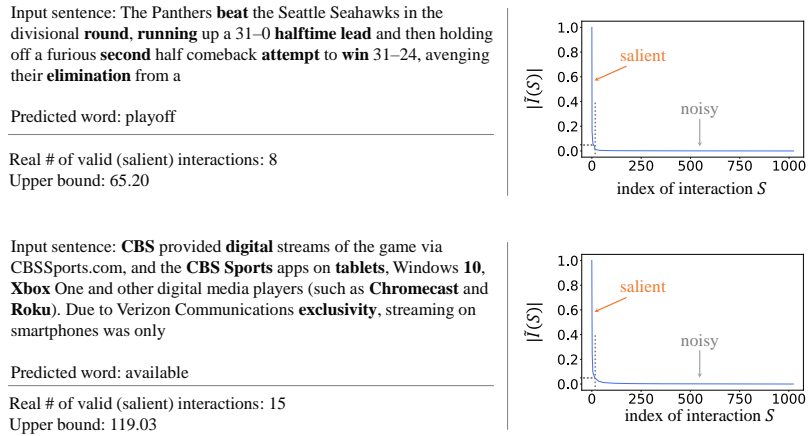 Input sentence: The Panthers beat the Seattle Seahawks in the
divisional round, running up a 31–0 halftime lead and then holding
off a furious second half comeback attempt to win 31–24, avenging
their elimination from a
Predicted word: playoff
Real # of valid (salient) interactions: 8
Upper bound: 65.20
|Ĩ(S)|
1.0
0.8
0.6
0.4
0.2
0.0
salient
noisy
0 250 500 750 1000
index of interaction S
Input sentence: CBS provided digital streams of the game via
CBSSports.com, and the CBS Sports apps on tablets, Windows 10,
Xbox One and other digital media players (such as Chromecast and
Roku). Due to Verizon Communications exclusivity, streaming on
smartphones was only
Predicted word: available
Real # of valid (salient) interactions: 15
Upper bound: 119.03
|Ĩ(S)|
1.0
0.8
0.6
0.4
0.2
0.0
salient
noisy
0 250 500 750 1000
index of interaction S